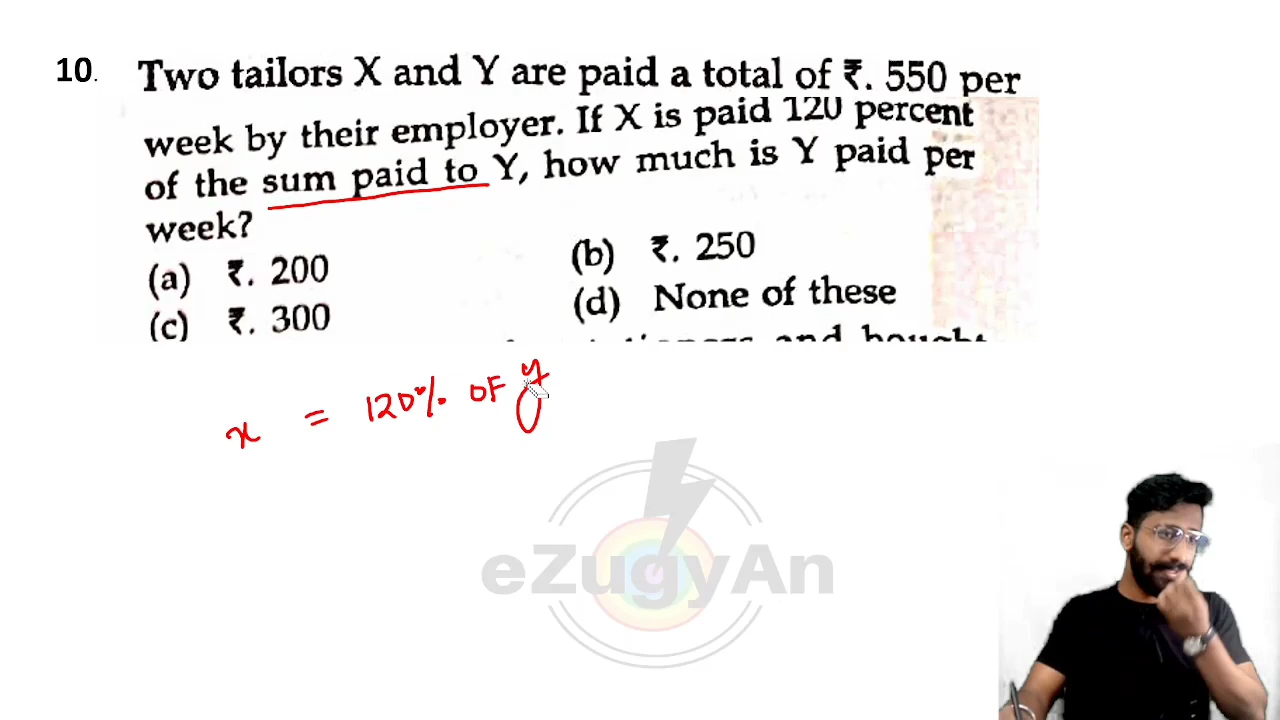 10. Two tailors X and Y are paid a total of ₹. 550 per
week by their employer. If X is paid 120 percent
of the sum paid to Y, how much is Y paid per
week?
(a) ₹. 200 (b) ₹. 250
(c) ₹. 300 (d) None of these
and bought
x = 120% OF y
eZugyAn